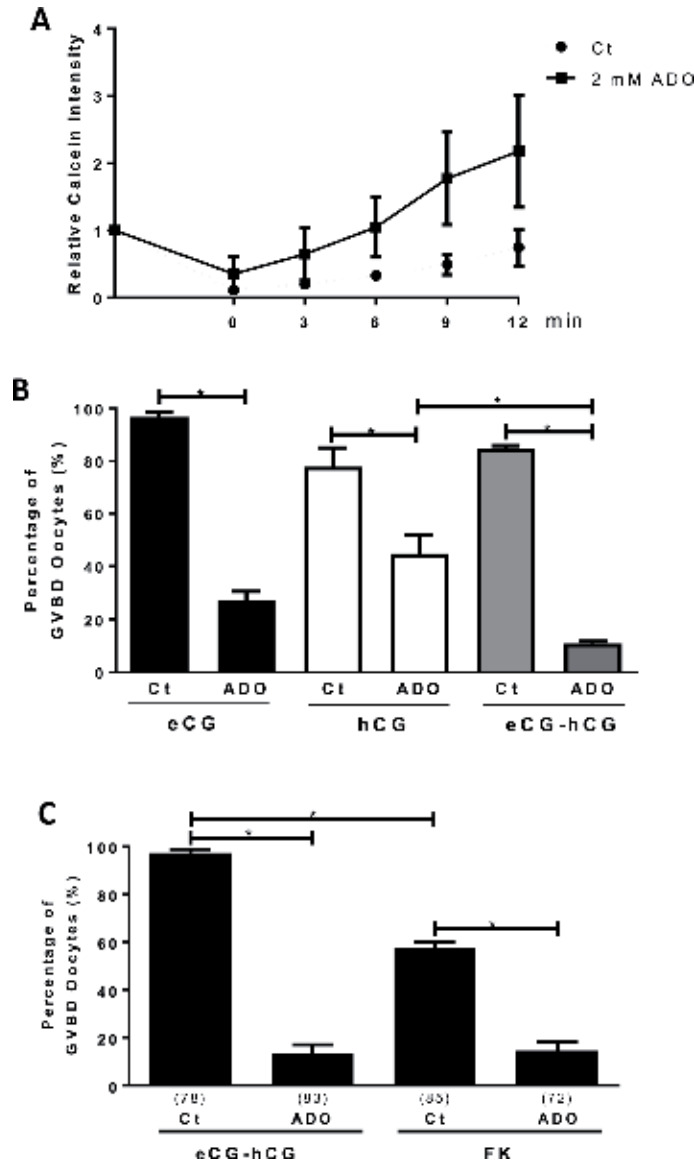 A
Relative Calcein Intensity
4
3
2
1
0
0 3 6 9 12 min
Ct
2 mM ADO
B
Percentage of
GVBD Oocytes (%)
100
80
60
40
20
0
Ct ADO Ct ADO Ct ADO
eCG hCG eCG-hCG
* * * *
C
Percentage of
GVBD Oocytes (%)
100
80
60
40
20
0
(78) (72)
Ct ADO Ct ADO
eCG-hCG FK